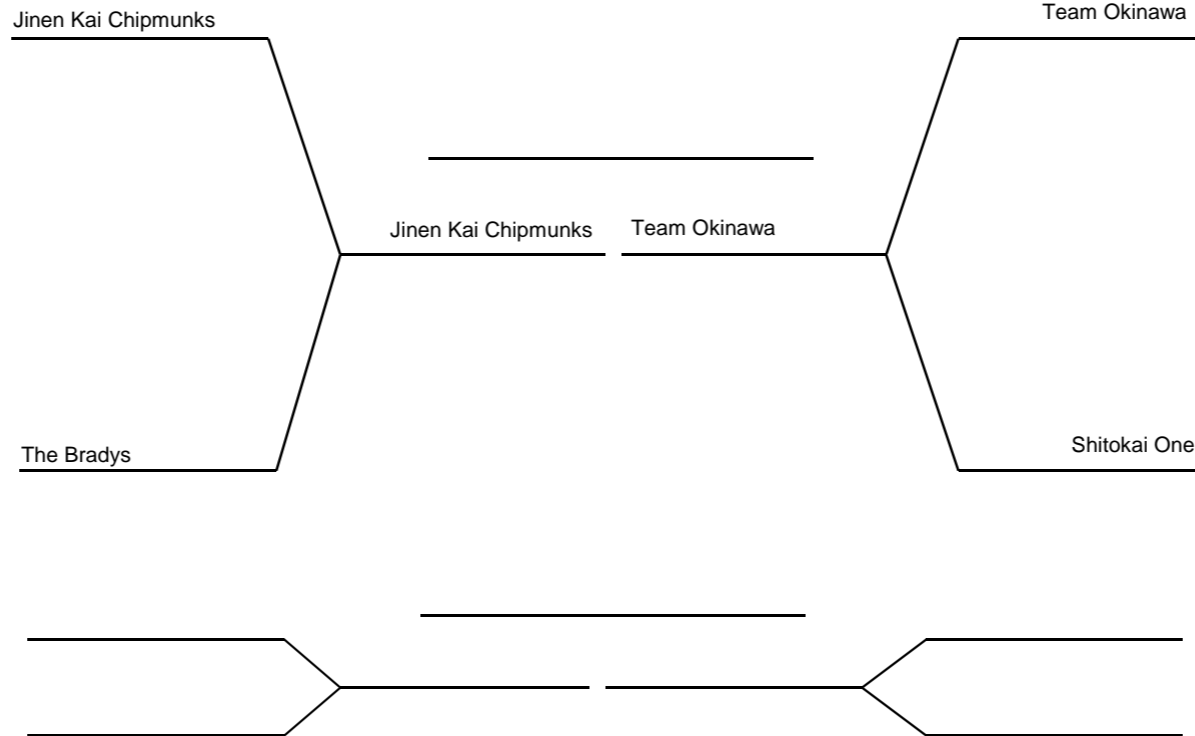 Jinen Kai Chipmunks
Team Okinawa
Jinen Kai Chipmunks
Team Okinawa
The Bradys
Shitokai One